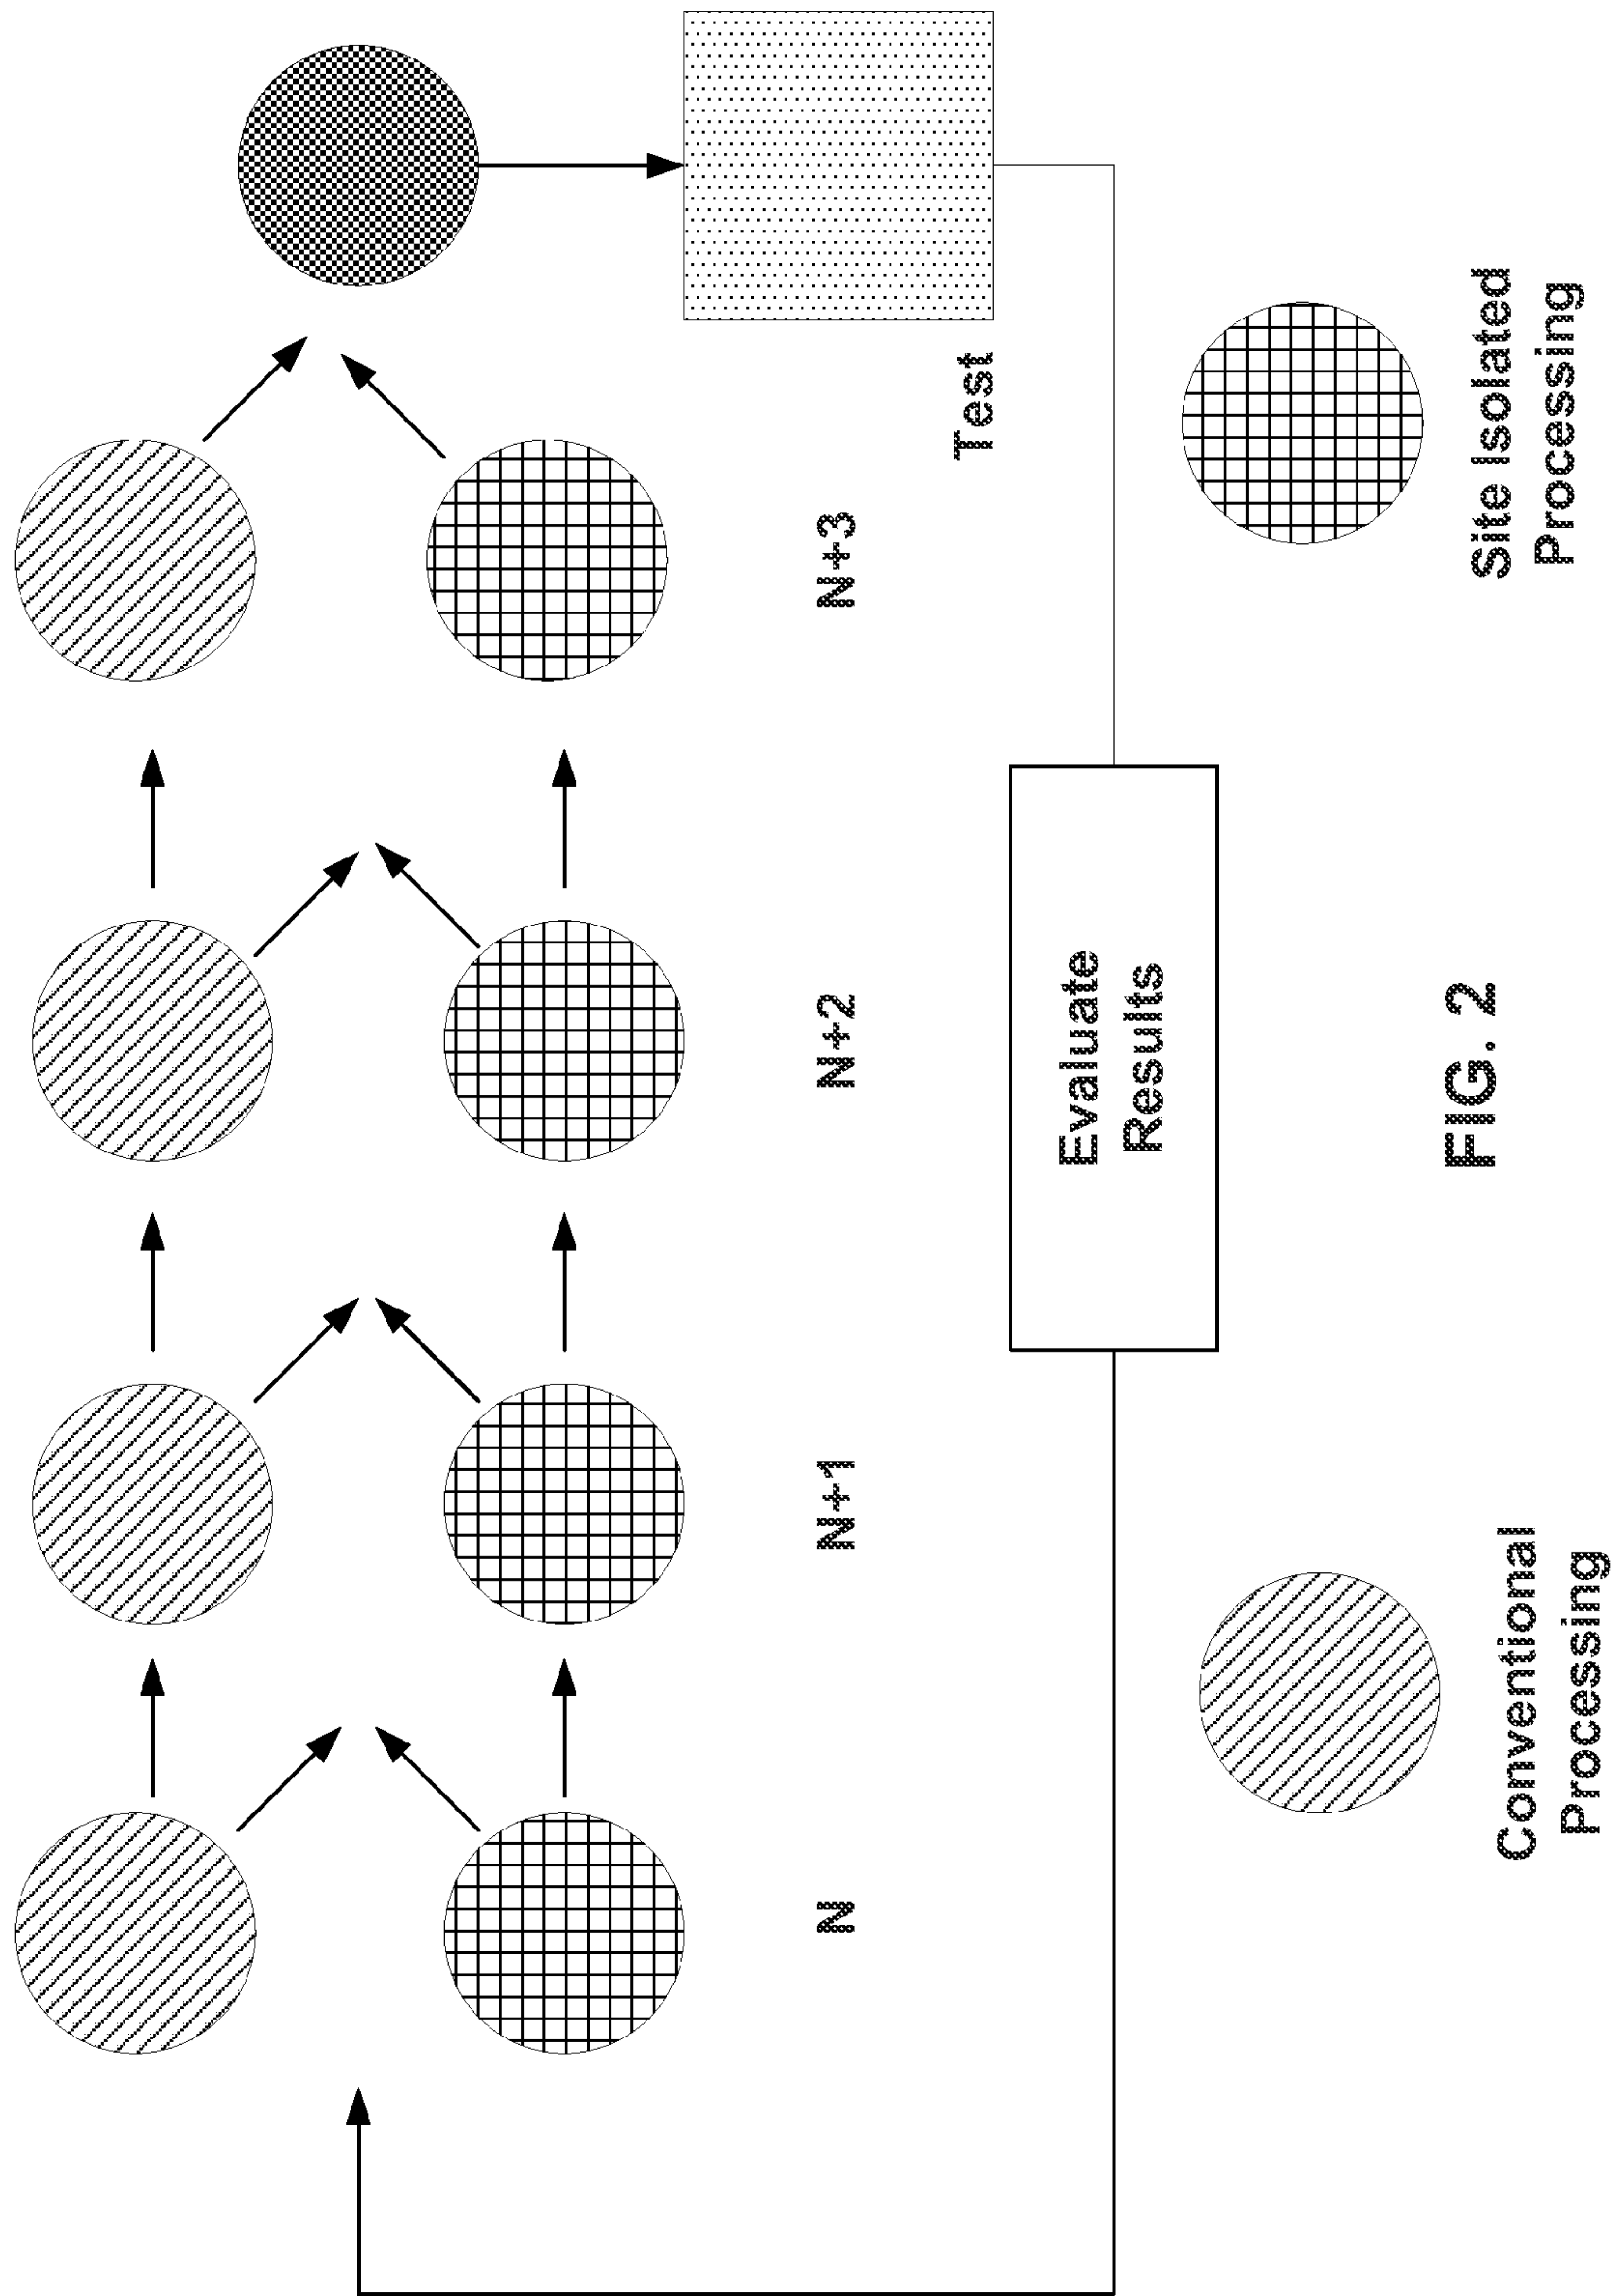 N
N+1
N+2
N+3
Test
Evaluate
Results
Conventional
Processing
Site Isolated
Processing
FIG. 2